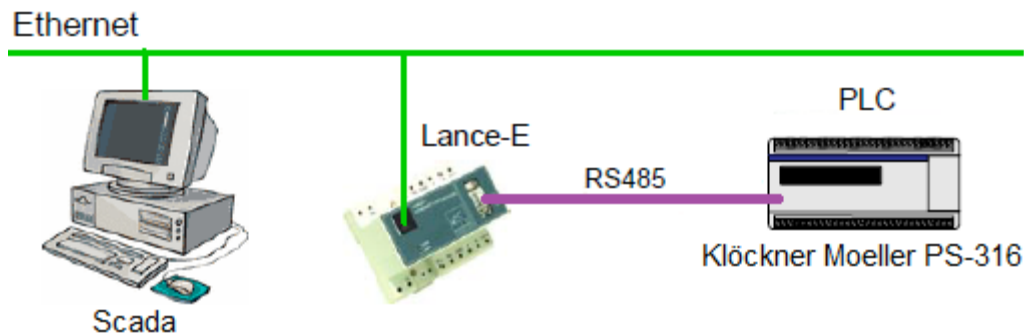 Ethernet
PLC
Lance-E
RS485
Klöckner Moeller PS-316
Scada